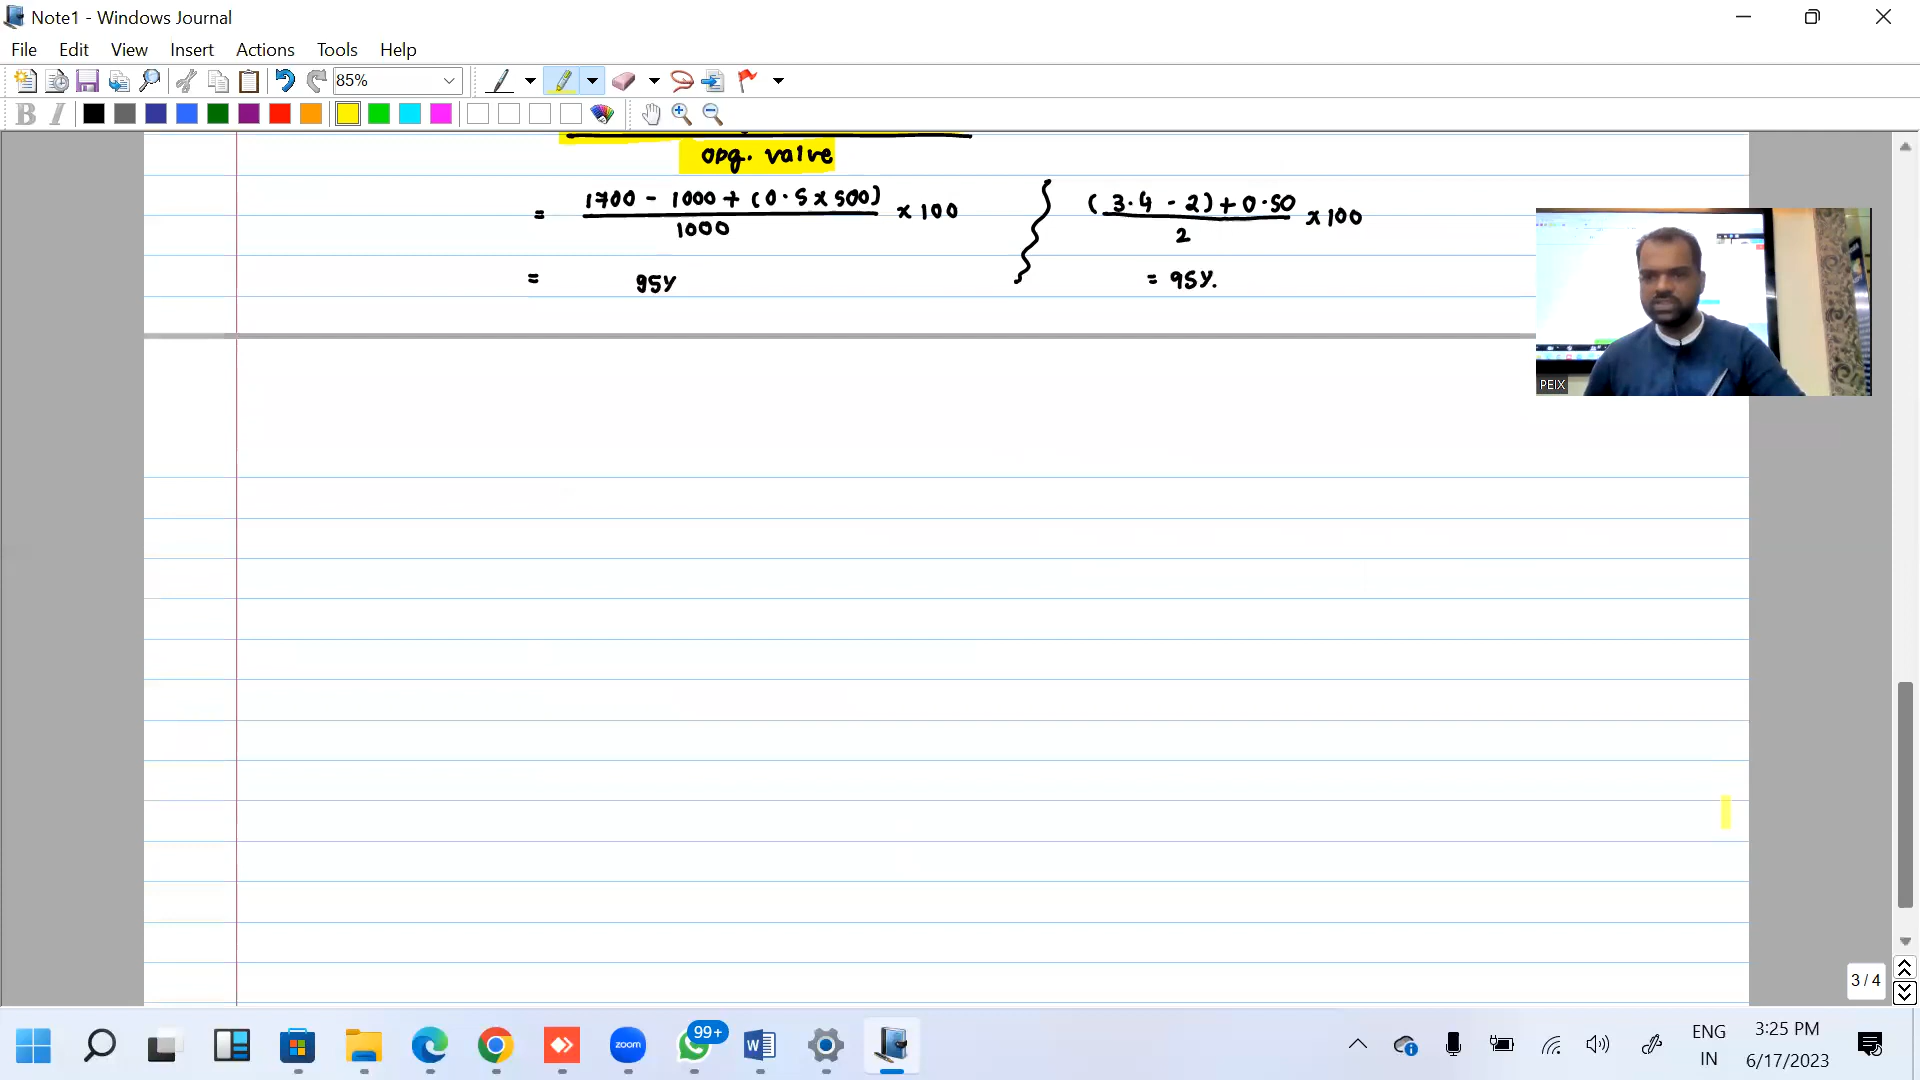 Note1 - Windows Journal
File Edit View Insert Actions Tools Help
85%
B I
opg. value
= 1700 - 1000 + (0.5 x 500) x 100
1000
(3.4 - 2) + 0.50 x 100
2
= 95%
= 95%.
PEIX
3 / 4
99+
zoom
W
ENG
IN
3:25 PM
6/17/2023